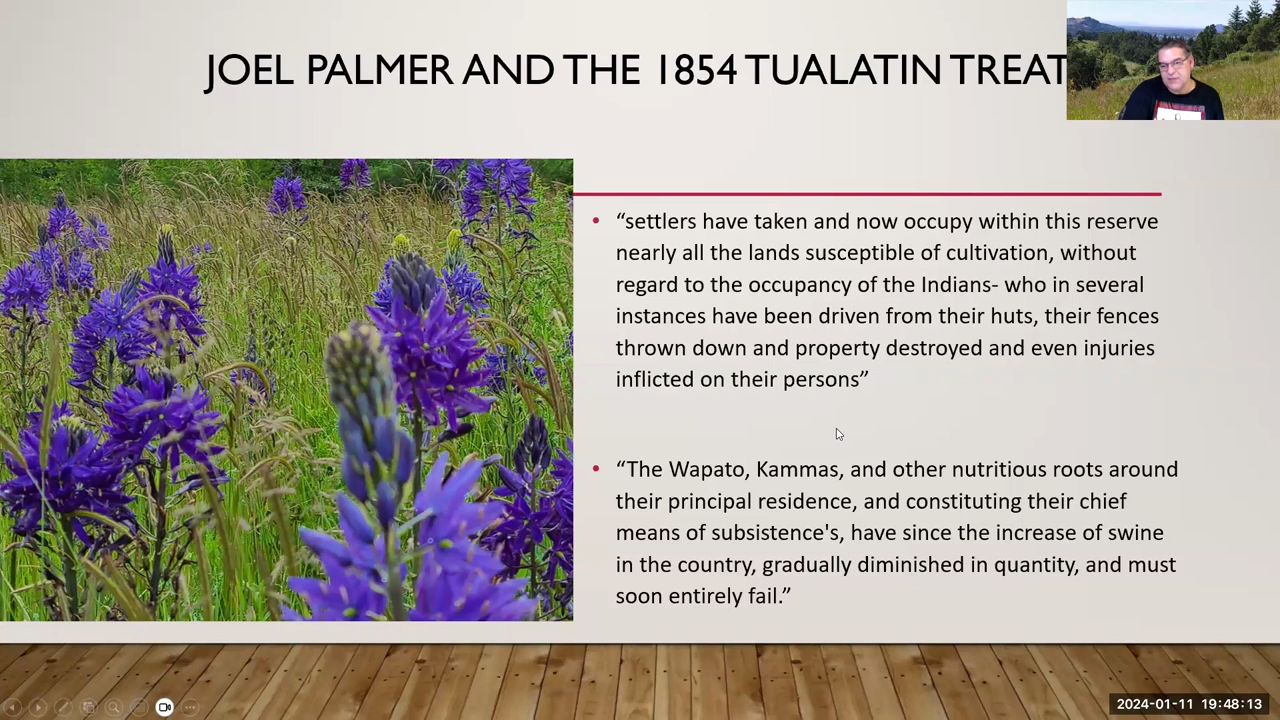 JOEL PALMER AND THE 1854 TUALATIN TREAT
• “settlers have taken and now occupy within this reserve
nearly all the lands susceptible of cultivation, without
regard to the occupancy of the Indians- who in several
instances have been driven from their huts, their fences
thrown down and property destroyed and even injuries
inflicted on their persons”
• “The Wapato, Kammas, and other nutritious roots around
their principal residence, and constituting their chief
means of subsistence's, have since the increase of swine
in the country, gradually diminished in quantity, and must
soon entirely fail.”
2024-01-11 19:48:13